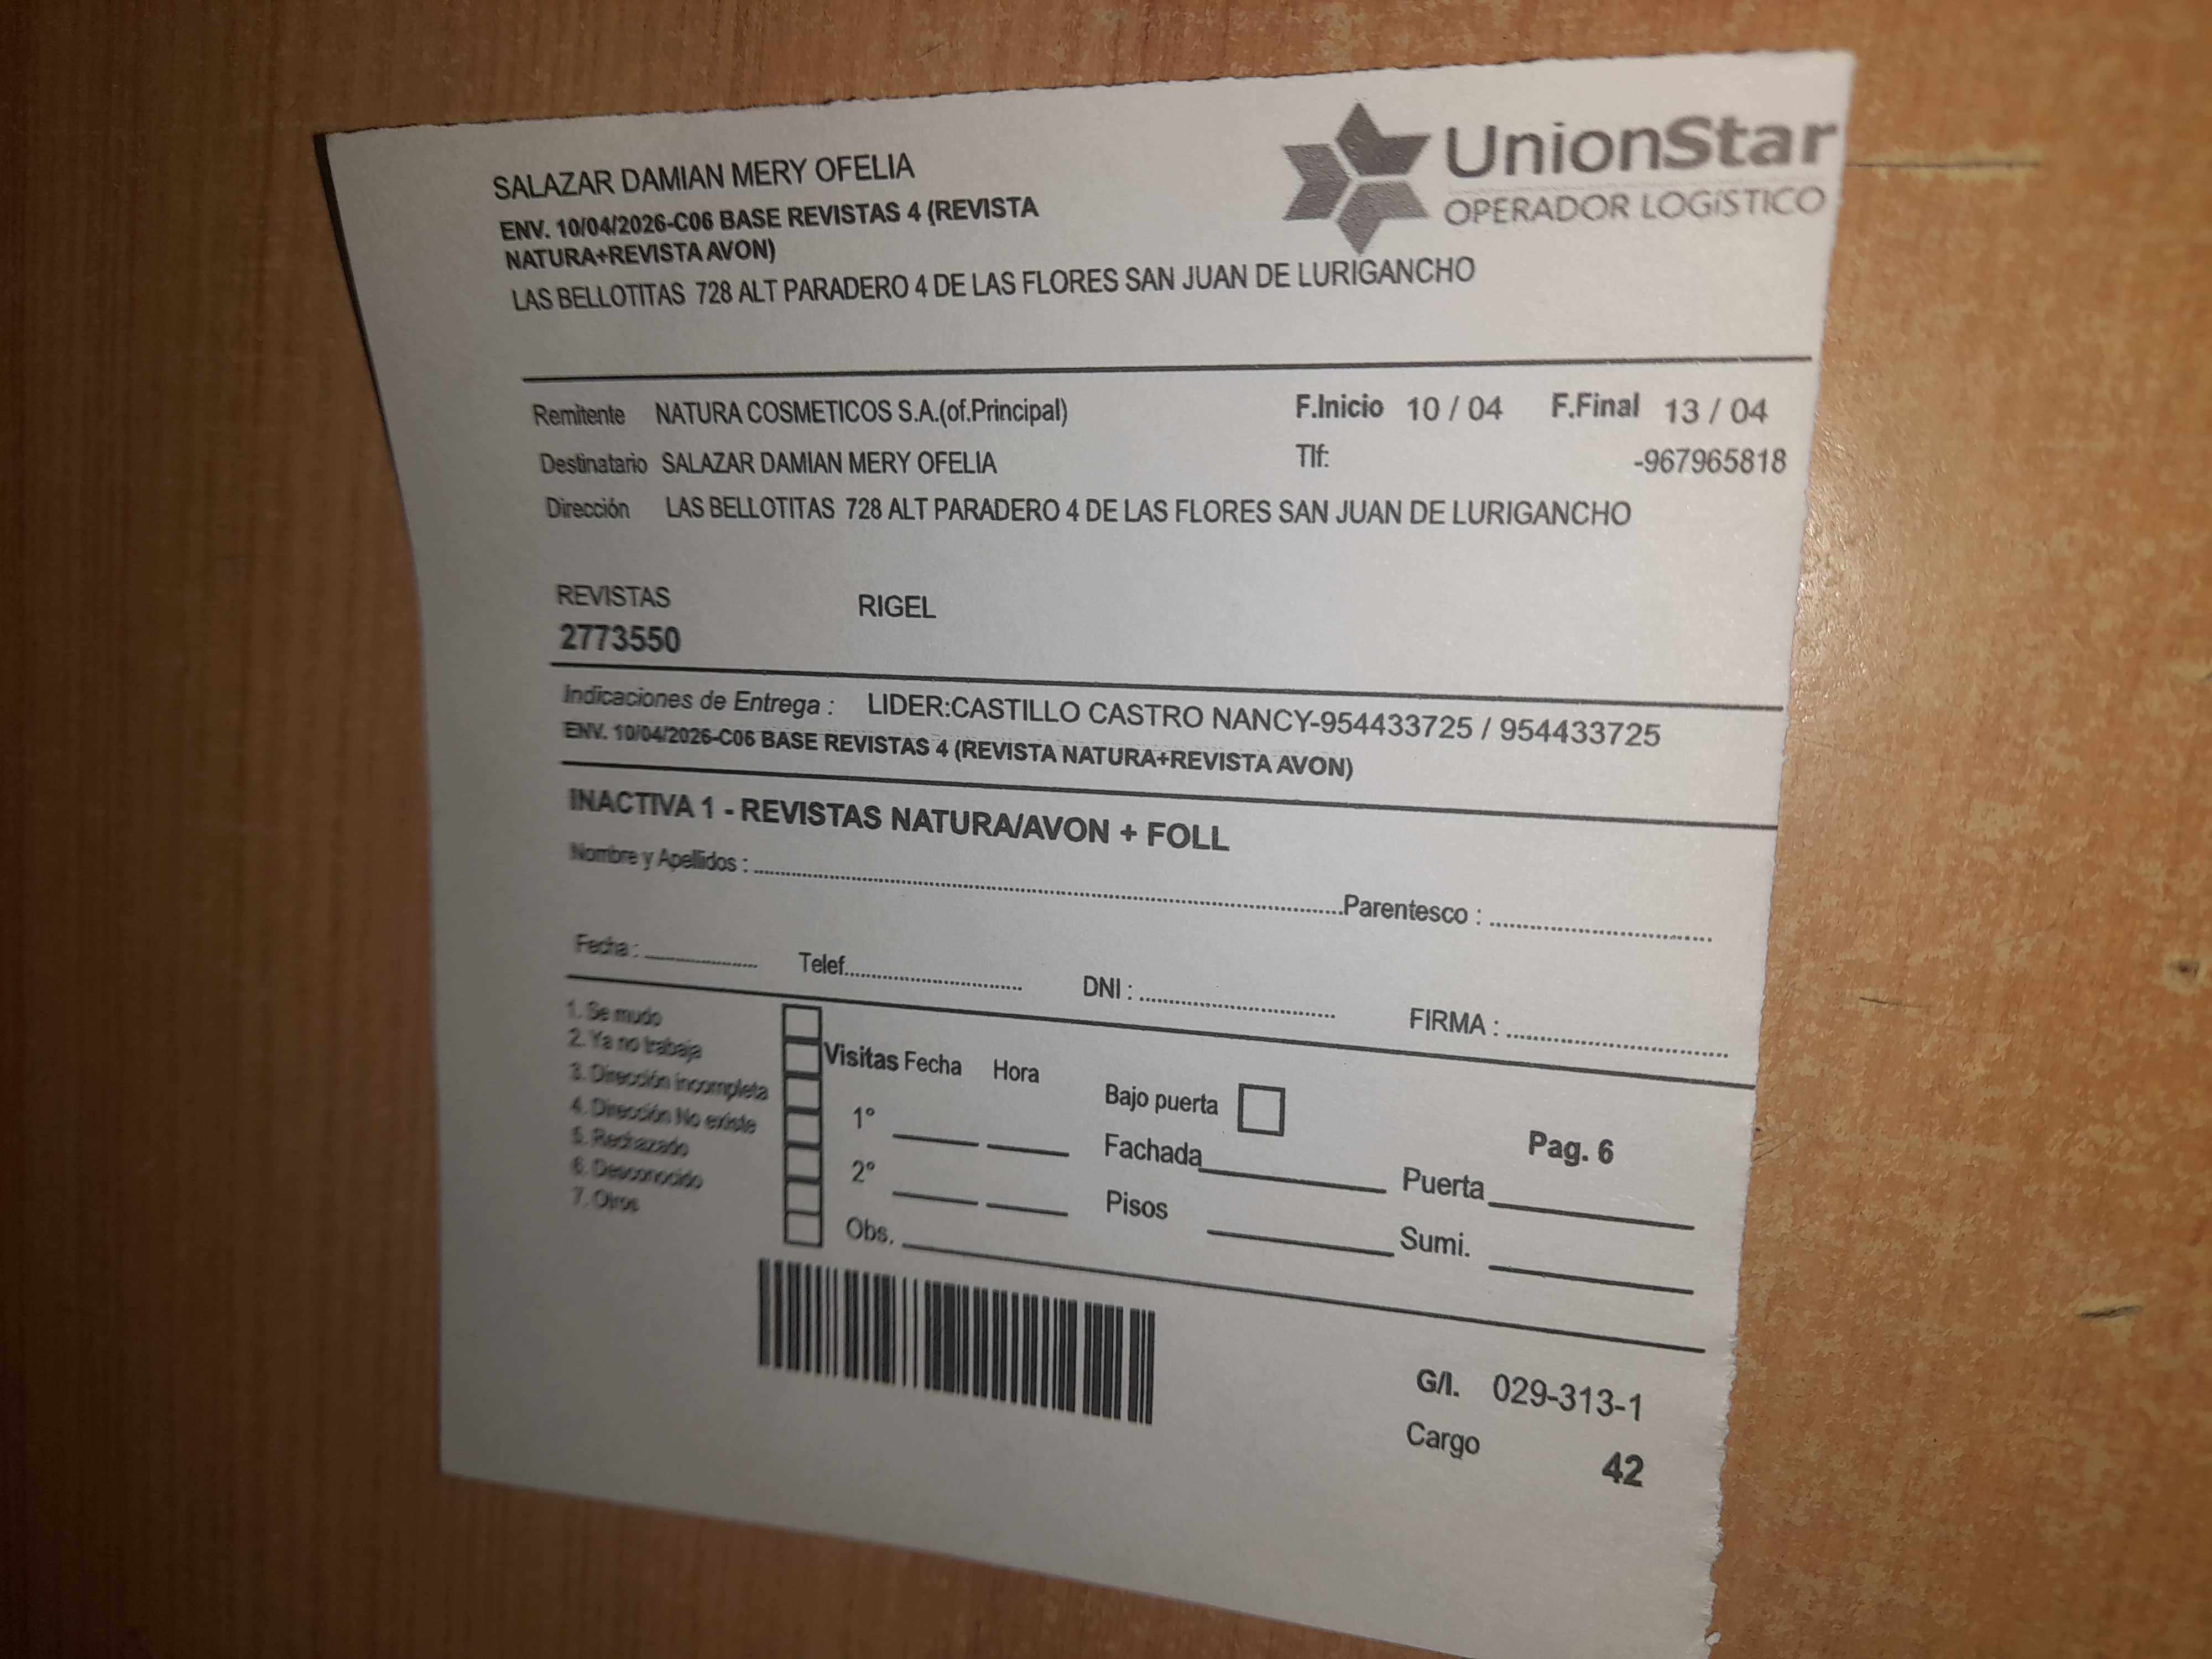 SALAZAR DAMIAN MERY OFELIA
ENV. 10/04/2026-C06 BASE REVISTAS 4 (REVISTA
NATURA+REVISTA AVON)
LAS BELLOTITAS 728 ALT PARADERO 4 DE LAS FLORES SAN JUAN DE LURIGANCHO
UnionStar
OPERADOR LOGÍSTICO
Remitente NATURA COSMETICOS S.A.(of.Principal) F.Inicio 10 / 04 F.Final 13 / 04
Destinatario SALAZAR DAMIAN MERY OFELIA Tlf: -967965818
Dirección LAS BELLOTITAS 728 ALT PARADERO 4 DE LAS FLORES SAN JUAN DE LURIGANCHO
REVISTAS RIGEL
2773550
Indicaciones de Entrega : LIDER:CASTILLO CASTRO NANCY-954433725 / 954433725
ENV. 10/04/2026-C06 BASE REVISTAS 4 (REVISTA NATURA+REVISTA AVON)
INACTIVA 1 - REVISTAS NATURA/AVON + FOLL
Nombre y Apellidos : Parentesco :
Fecha : Telef. DNI : FIRMA :
1. Se mudo
2. Ya no trabaja
3. Dirección incompleta
4. Dirección No existe
5. Rechazado
6. Desconocido
7. Otros
Visitas Fecha Hora
1°
2°
Obs.
Bajo puerta
Fachada Puerta
Pisos Sumi.
Pag. 6
G/I. 029-313-1
Cargo 42